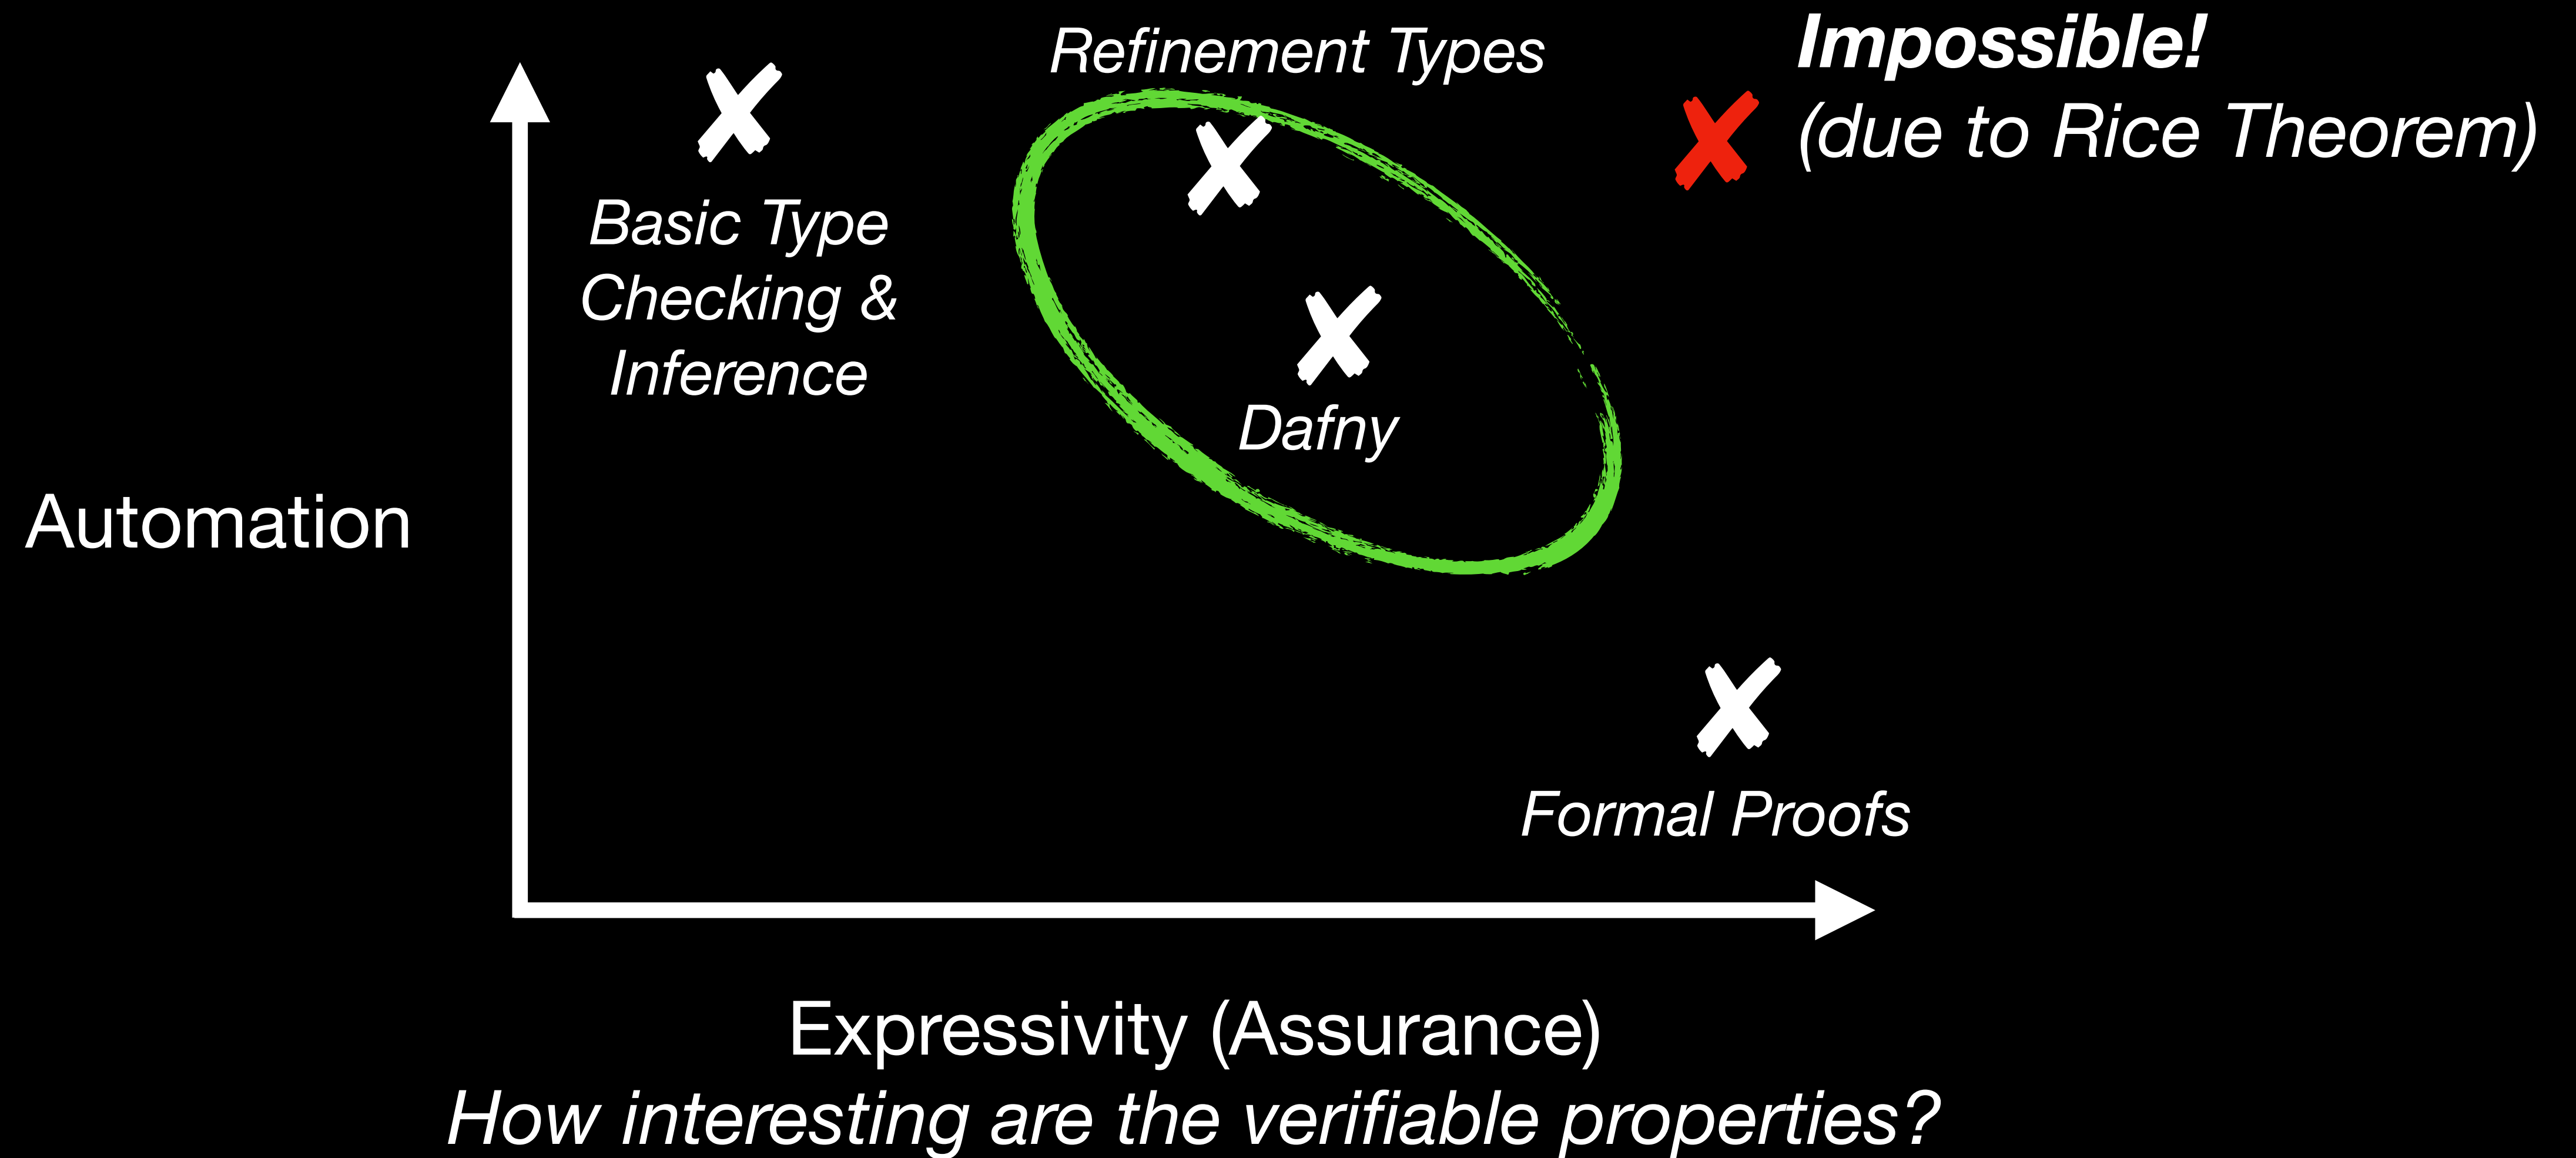 Refinement Types
Impossible!
(due to Rice Theorem)
Basic Type
Checking &
Inference
Dafny
Automation
Formal Proofs
Expressivity (Assurance)
How interesting are the verifiable properties?